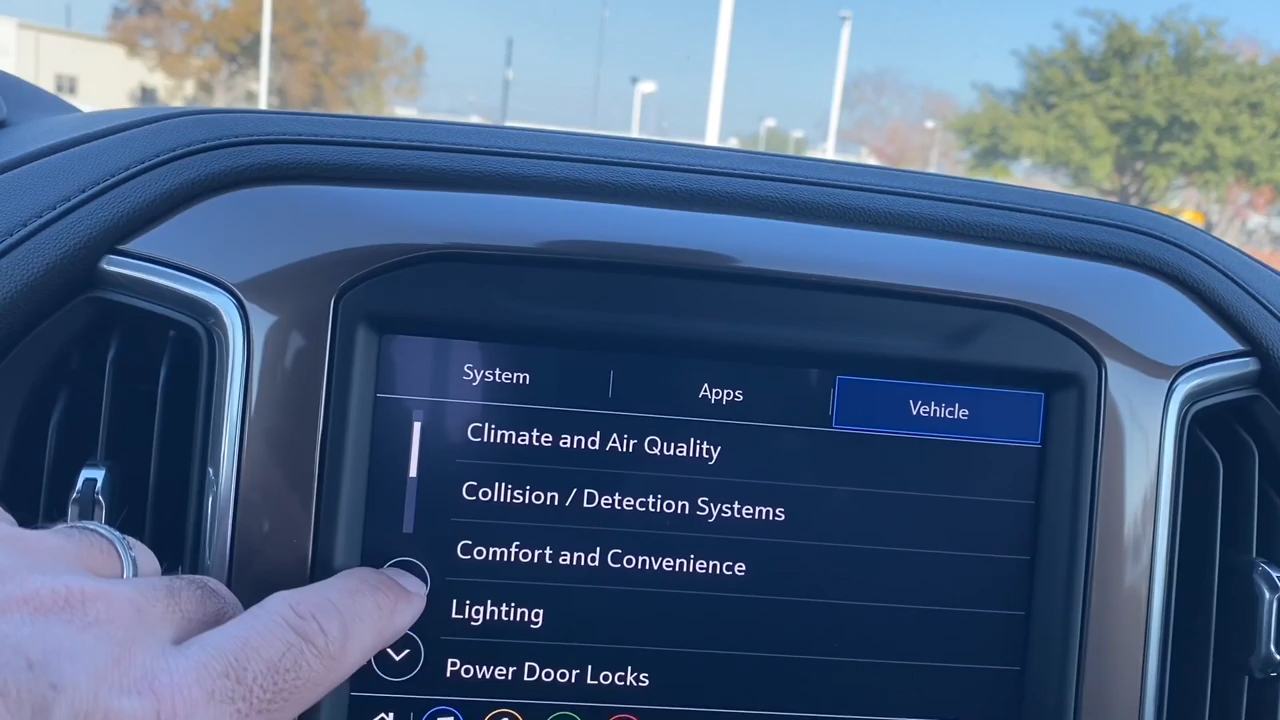 System
Apps
Vehicle
Climate and Air Quality
Collision / Detection Systems
Comfort and Convenience
Lighting
Power Door Locks